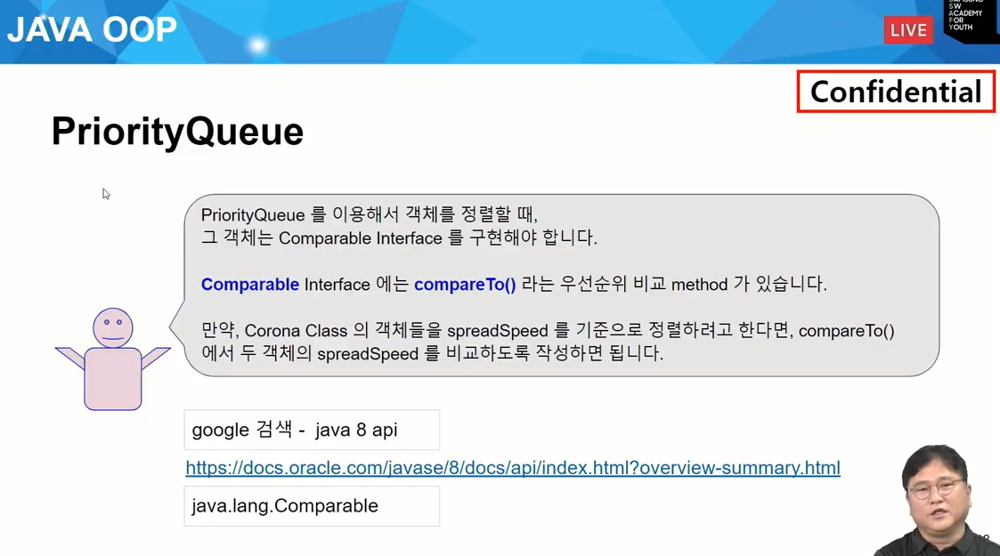 JAVA OOP
LIVE
SW
ACADEMY
FOR
YOUTH
Confidential
PriorityQueue
PriorityQueue 를 이용해서 객체를 정렬할 때,
그 객체는 Comparable Interface 를 구현해야 합니다.
Comparable Interface 에는 compareTo() 라는 우선순위 비교 method 가 있습니다.
만약, Corona Class 의 객체들을 spreadSpeed 를 기준으로 정렬하려고 한다면, compareTo()
에서 두 객체의 spreadSpeed 를 비교하도록 작성하면 됩니다.
google 검색 - java 8 api
https://docs.oracle.com/javase/8/docs/api/index.html?overview-summary.html
java.lang.Comparable